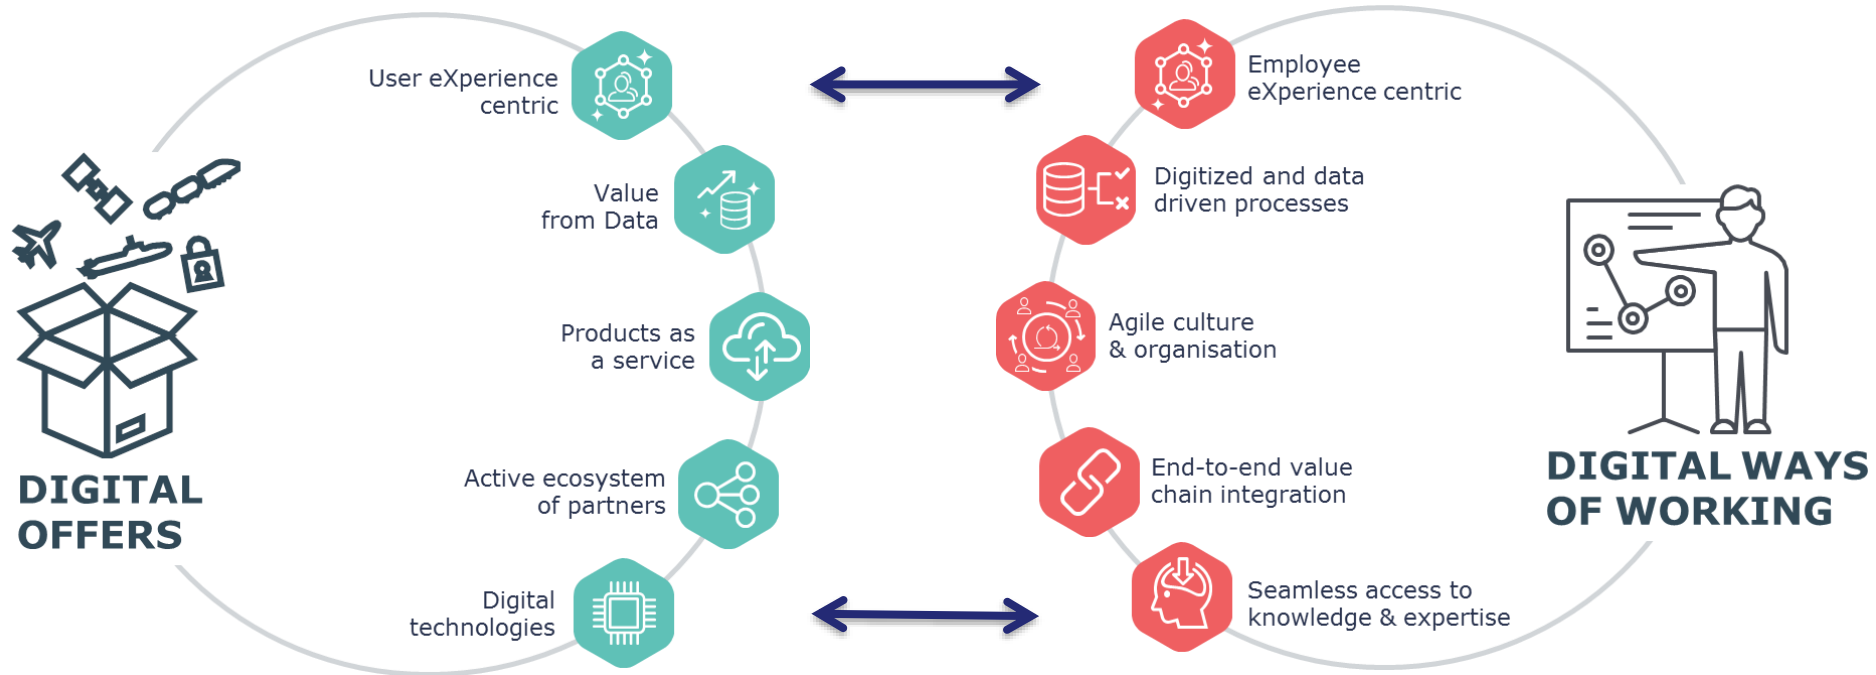 User eXperience
centric
Value
from Data
Products as
a service
Active ecosystem
of partners
Digital
technologies
DIGITAL
OFFERS
Employee
eXperience centric
Digitized and data
driven processes
Agile culture
& organisation
End-to-end value
chain integration
Seamless access to
knowledge & expertise
DIGITAL WAYS
OF WORKING